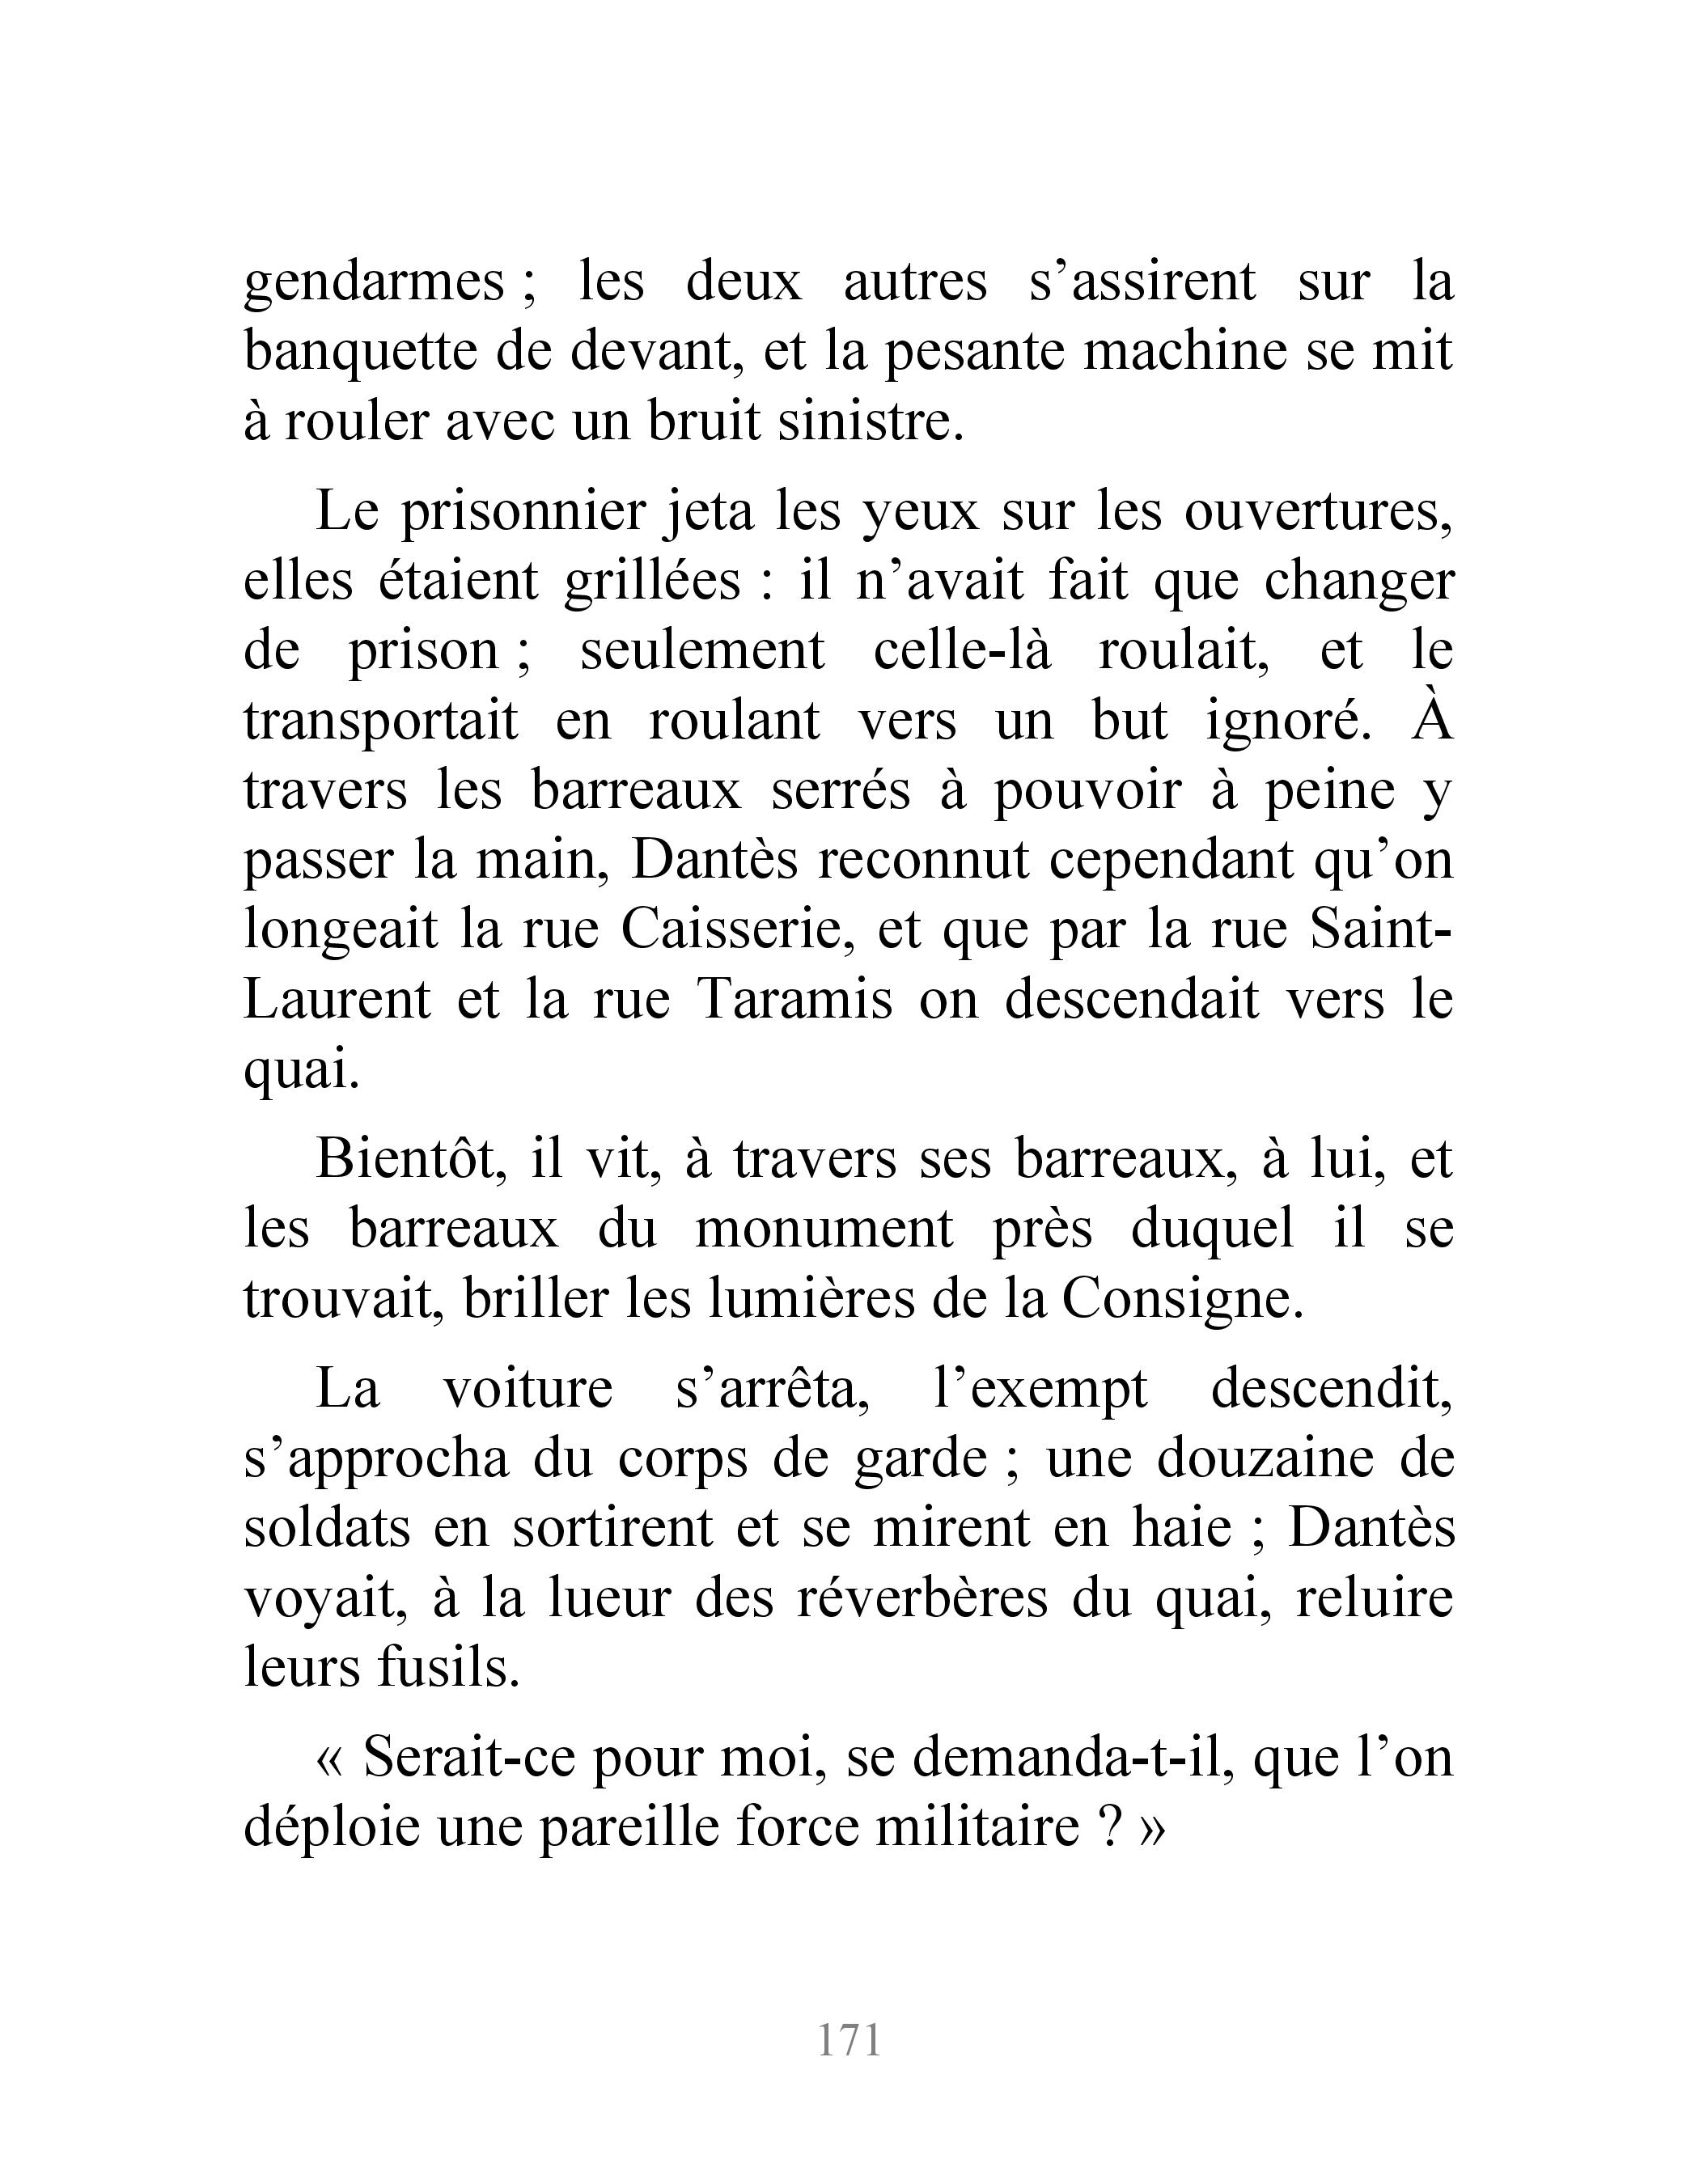 gendarmes ; les deux autres s’assirent sur la
banquette de devant, et la pesante machine se mit
à rouler avec un bruit sinistre.
Le prisonnier jeta les yeux sur les ouvertures,
elles étaient grillées : il n’avait fait que changer
de prison ; seulement celle-là roulait, et le
transportait en roulant vers un but ignoré. À
travers les barreaux serrés à pouvoir à peine y
passer la main, Dantès reconnut cependant qu’on
longeait la rue Caisserie, et que par la rue Saint-
Laurent et la rue Taramis on descendait vers le
quai.
Bientôt, il vit, à travers ses barreaux, à lui, et
les barreaux du monument près duquel il se
trouvait, briller les lumières de la Consigne.
La voiture s’arrêta, l’exempt descendit,
s’approcha du corps de garde ; une douzaine de
soldats en sortirent et se mirent en haie ; Dantès
voyait, à la lueur des réverbères du quai, reluire
leurs fusils.
« Serait-ce pour moi, se demanda-t-il, que l’on
déploie une pareille force militaire ? »
171